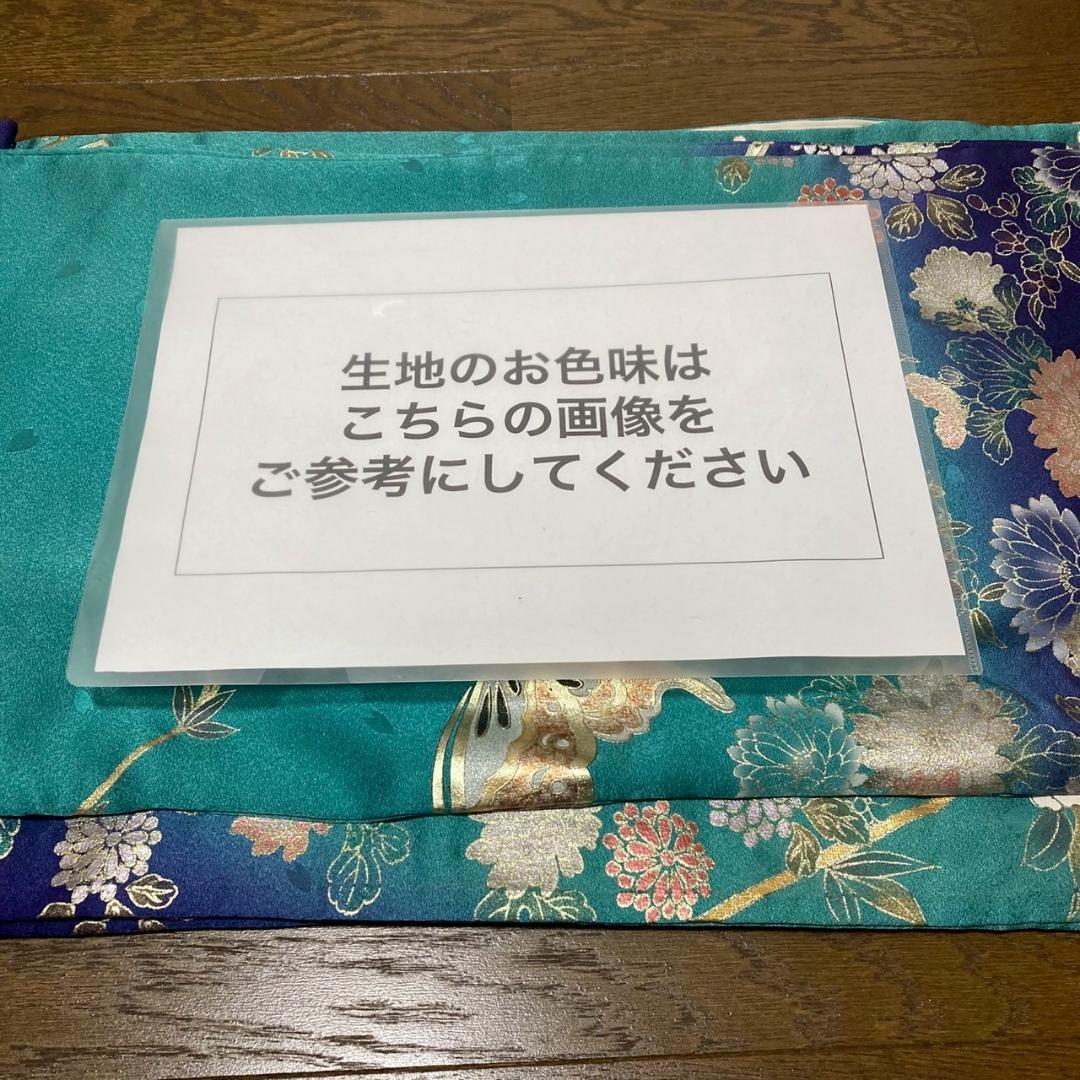 生地のお色味は
こちらの画像を
ご参考にしてください